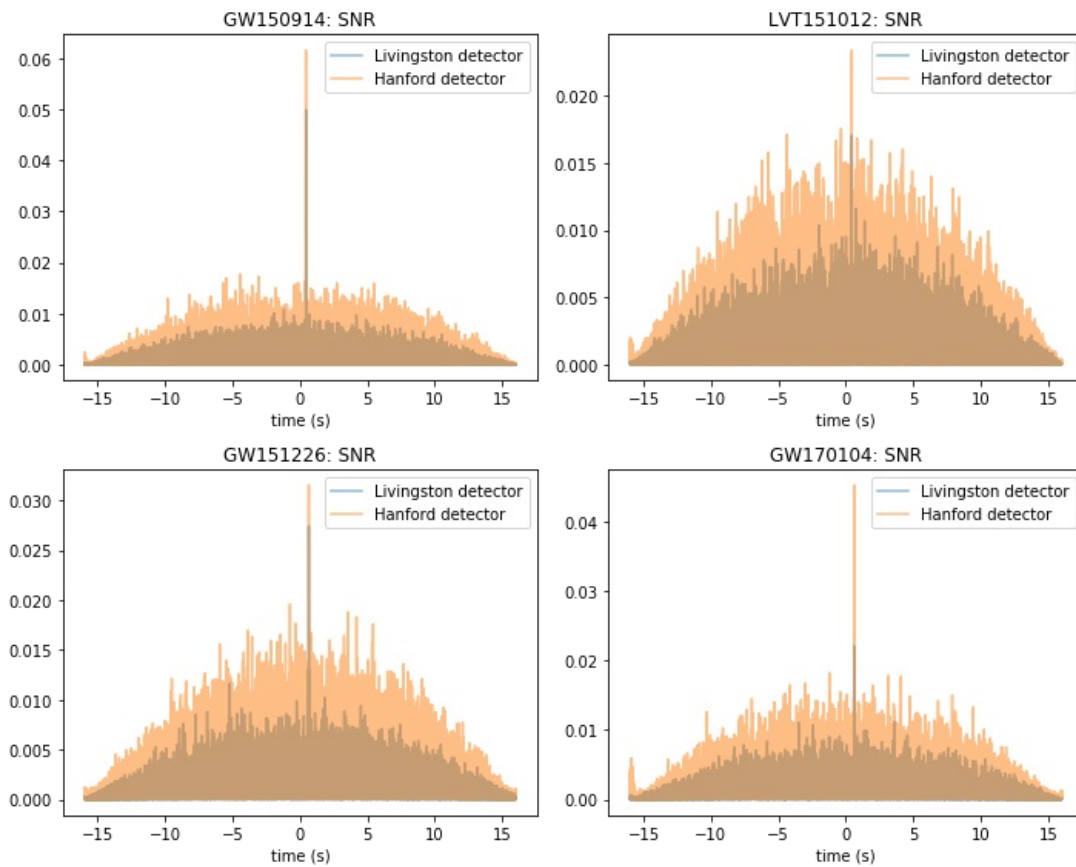 GW150914: SNR
0.06
0.05
0.04
0.03
0.02
0.01
0.00
Livingston detector
Hanford detector
−15 −10 −5 0 5 10 15
time (s)
LVT151012: SNR
0.020
0.015
0.010
0.005
0.000
Livingston detector
Hanford detector
−15 −10 −5 0 5 10 15
time (s)
GW151226: SNR
0.030
0.025
0.020
0.015
0.010
0.005
0.000
Livingston detector
Hanford detector
−15 −10 −5 0 5 10 15
time (s)
GW170104: SNR
0.04
0.03
0.02
0.01
0.00
Livingston detector
Hanford detector
−15 −10 −5 0 5 10 15
time (s)